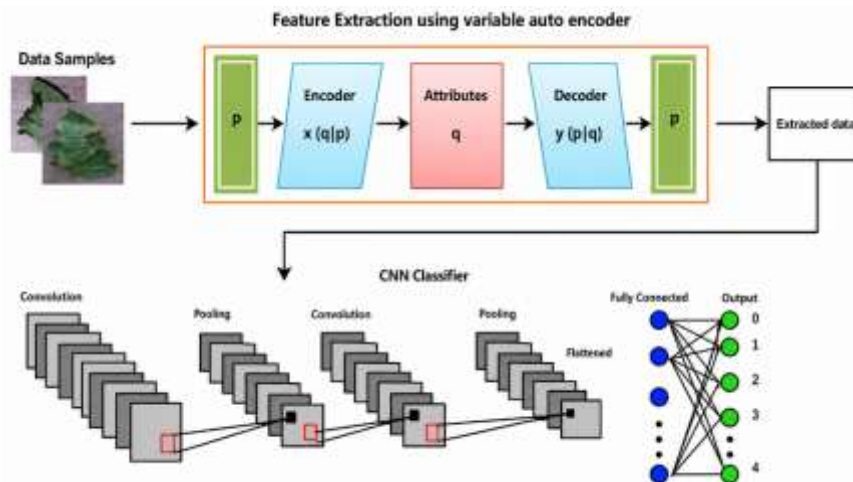 Feature Extraction using variable auto encoder
Data Samples
p
Encoder
x (q|p)
Attributes
q
Decoder
y (p|q)
p
Extracted data
CNN Classifier
Convolution
Pooling
Convolution
Pooling
Flattened
Fully Connected
Output
0
1
2
3
4